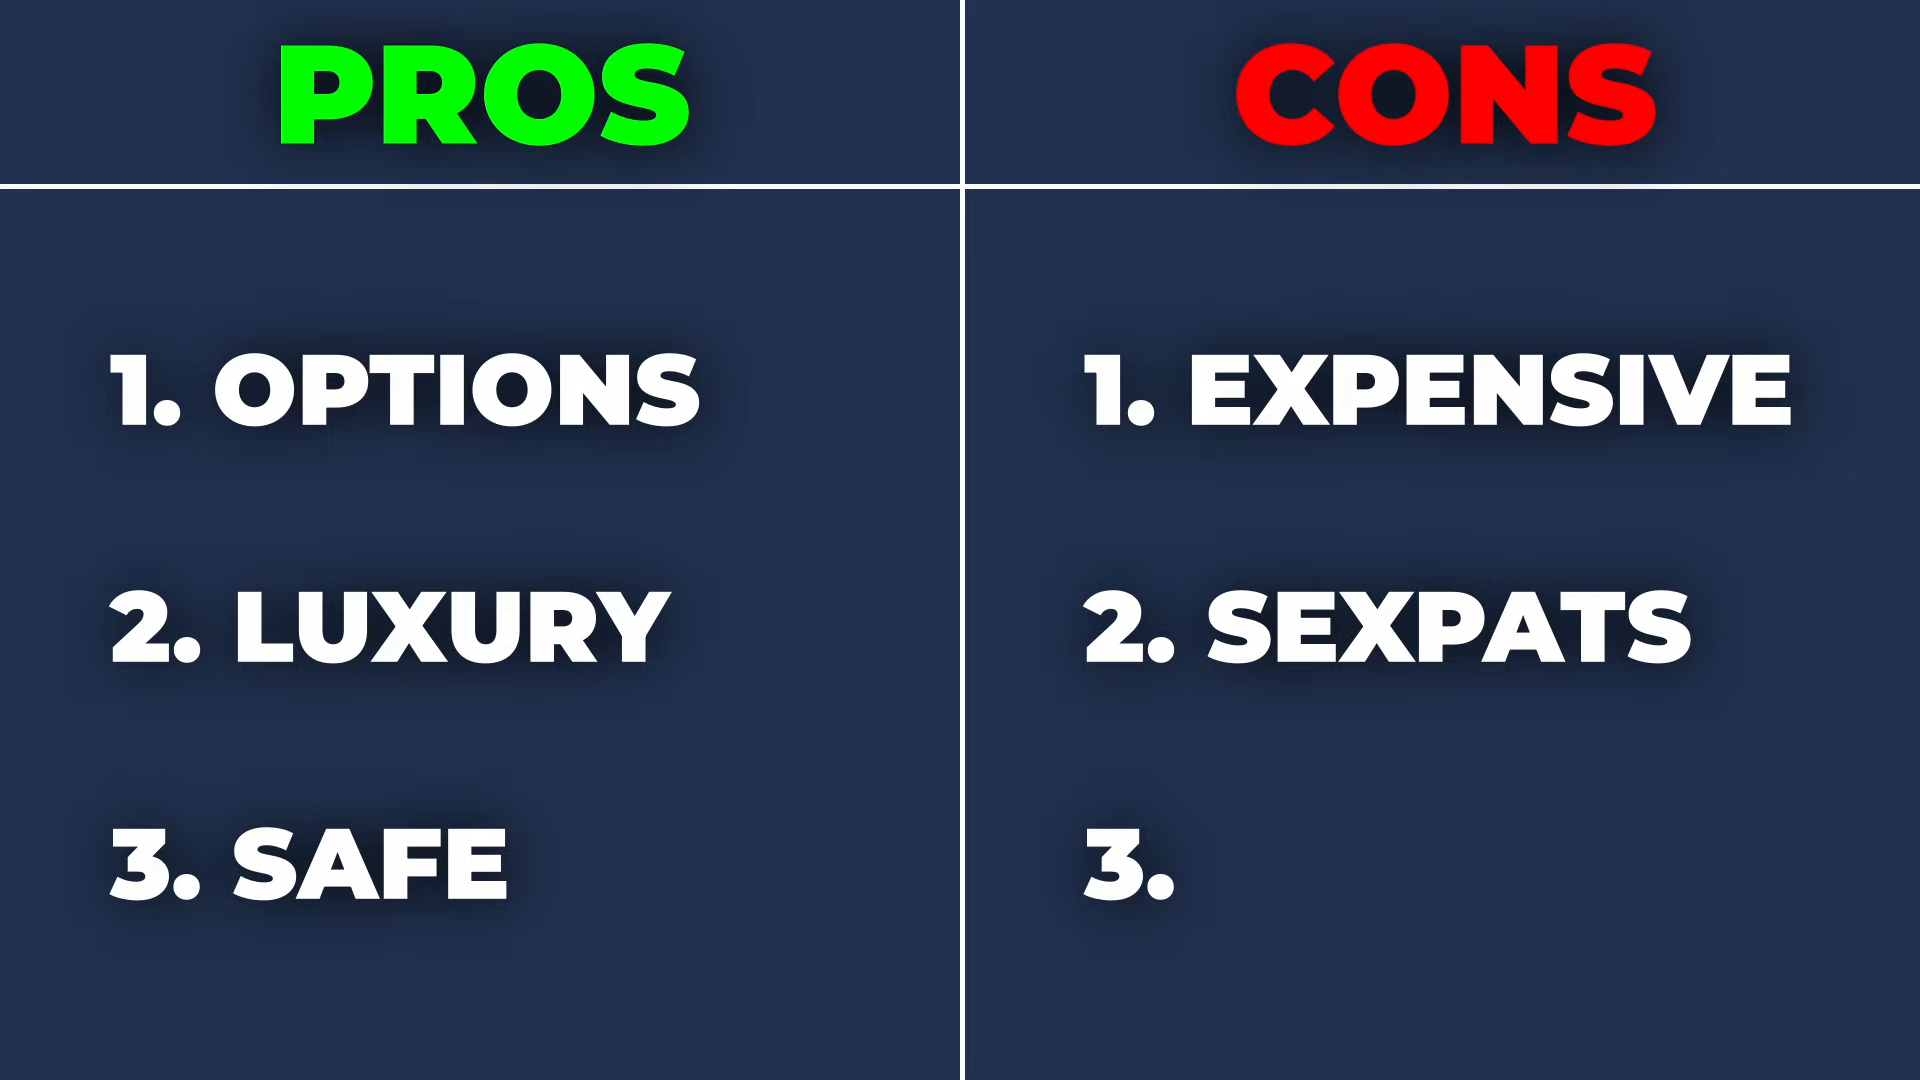 PROS
CONS
1. OPTIONS
2. LUXURY
3. SAFE
1. EXPENSIVE
2. SEXPATS
3.